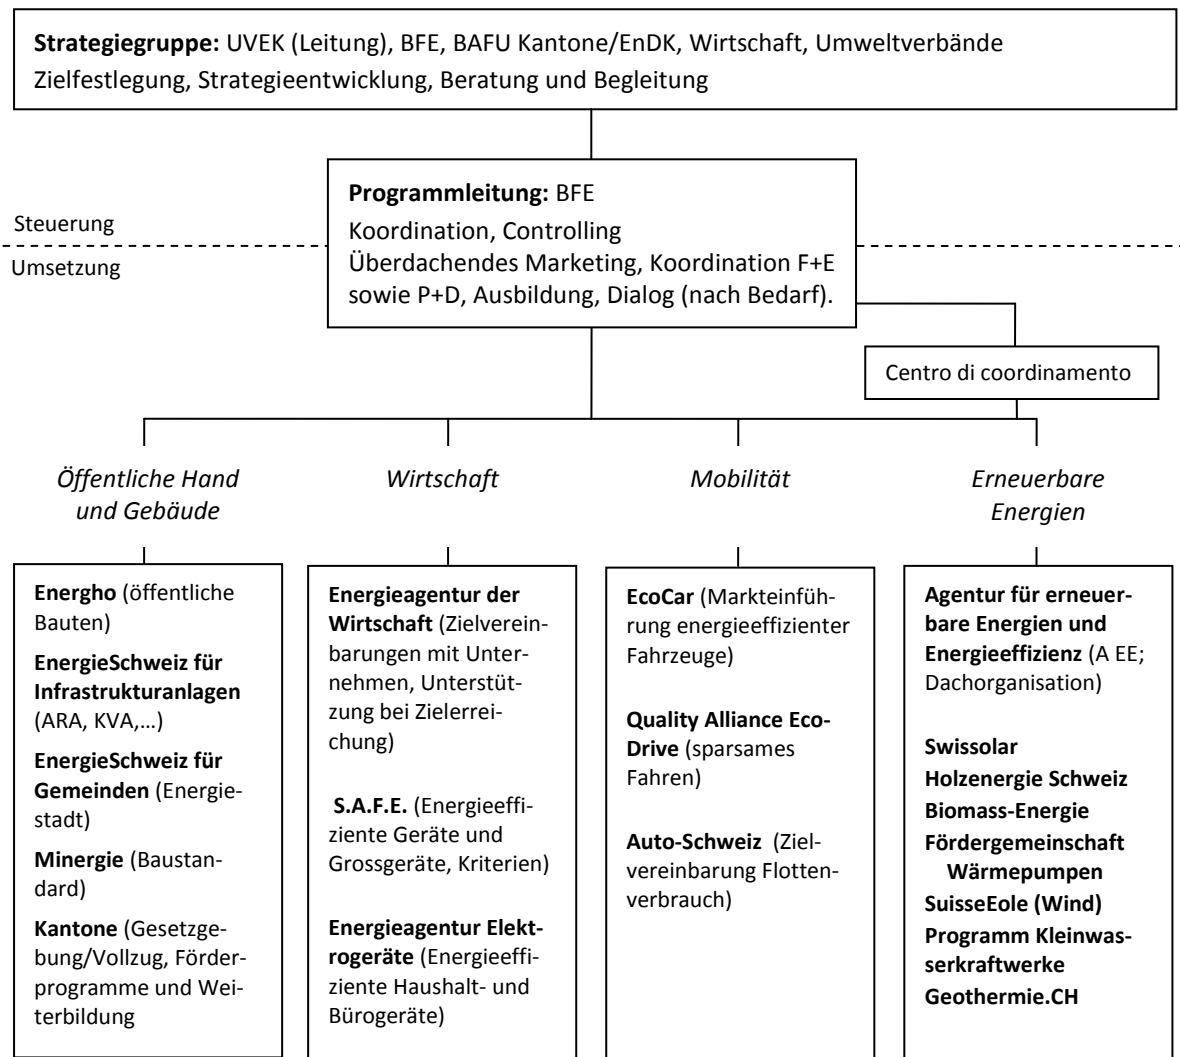 Strategiegruppe: UVEK (Leitung), BFE, BAFU Kantone/EnDK, Wirtschaft, Umweltverbände
Zielfestlegung, Strategieentwicklung, Beratung und Begleitung
Programmleitung: BFE
Koordination, Controlling
Überdachendes Marketing, Koordination F+E
sowie P+D, Ausbildung, Dialog (nach Bedarf).
Steuerung
Umsetzung
Centro di coordinamento
Öffentliche Hand
und Gebäude
Wirtschaft
Mobilität
Erneuerbare
Energien
Energho (öffentliche
Bauten)
EnergieSchweiz für
Infrastrukturanlagen
(ARA, KVA,…)
EnergieSchweiz für
Gemeinden (Energie-
stadt)
Minergie (Baustan-
dard)
Kantone (Gesetzge-
bung/Vollzug, Förder-
programme und Wei-
terbildung
Energieagentur der
Wirtschaft (Zielverein-
barungen mit Unter-
nehmen, Unterstüt-
zung bei Zielerrei-
chung)
S.A.F.E. (Energieeffi-
ziente Geräte und
Grossgeräte, Kriterien)
Energieagentur Elekt-
rogeräte (Energieeffi-
ziente Haushalt- und
Bürogeräte)
EcoCar (Markteinfüh-
rung energieeffizienter
Fahrzeuge)
Quality Alliance Eco-
Drive (sparsames
Fahren)
Auto-Schweiz (Ziel-
vereinbarung Flotten-
verbrauch)
Agentur für erneuer-
bare Energien und
Energieeffizienz (A EE;
Dachorganisation)
Swissolar
Holzenergie Schweiz
Biomass-Energie
Fördergemeinschaft
Wärmepumpen
SuisseEole (Wind)
Programm Kleinwas-
serkraftwerke
Geothermie.CH